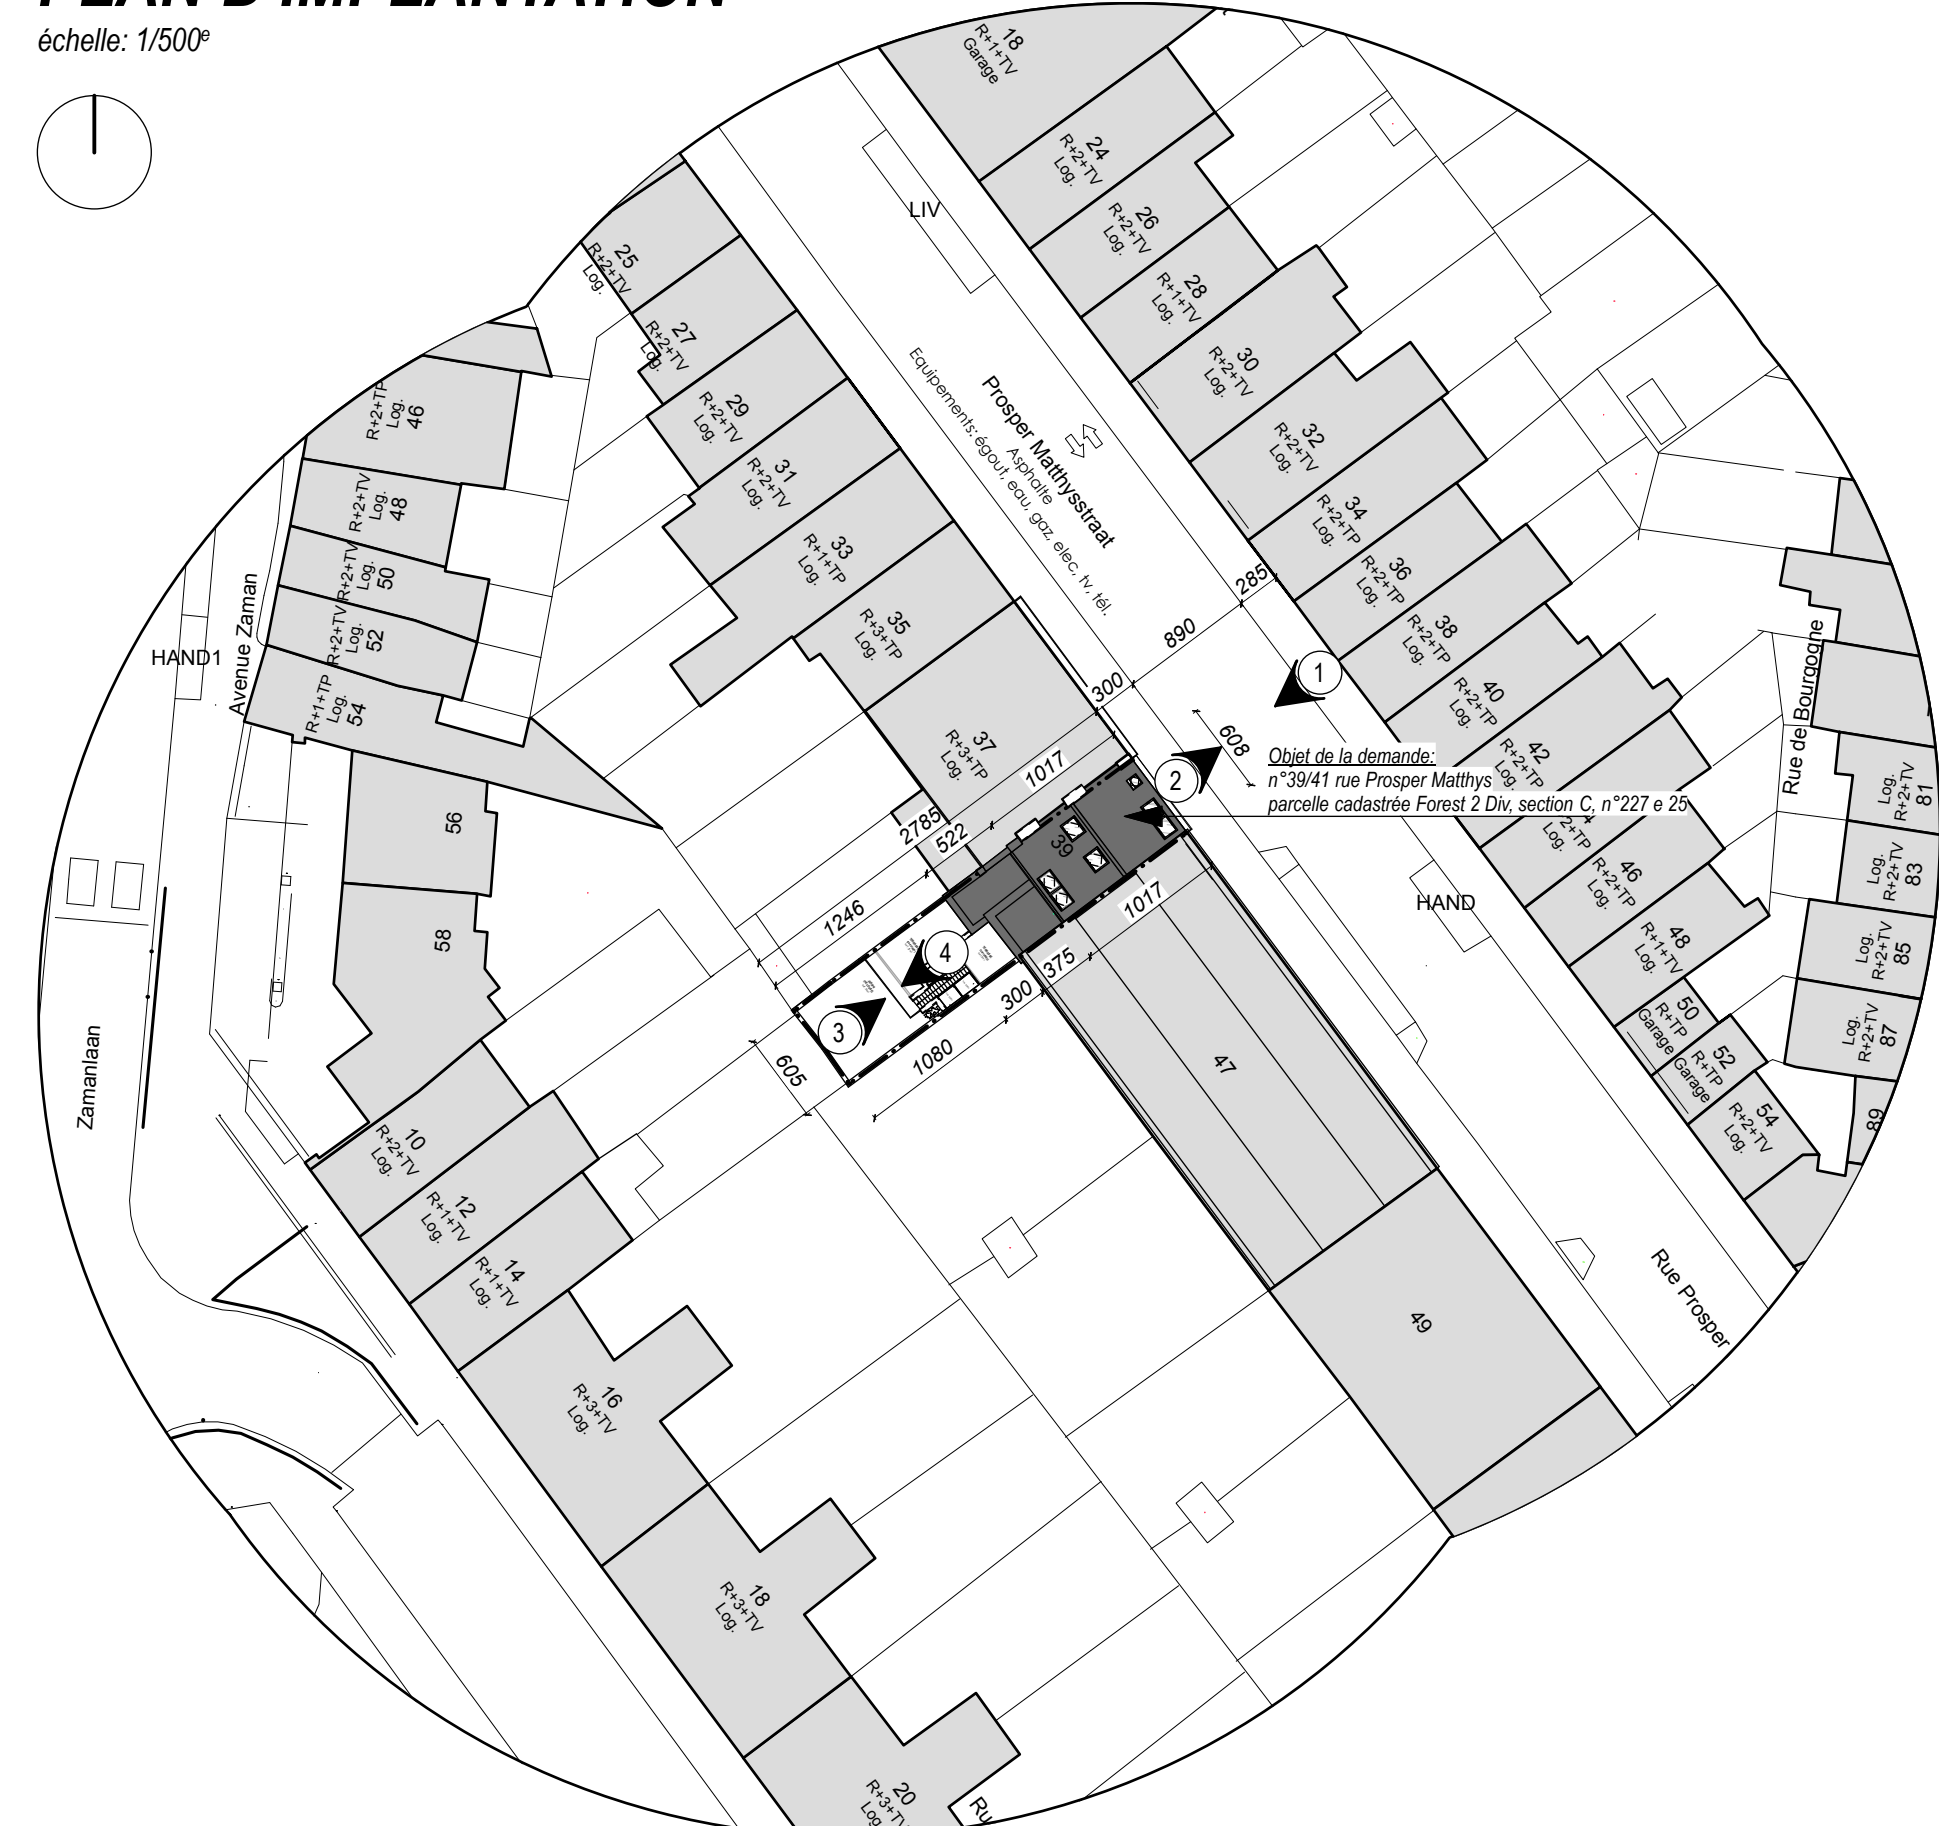 PLAN D'IMPLANTATION
échelle: 1/500e
18
R+1+TV
Garage
24
R+2+TV
Log.
26
R+2+TV
Log.
28
R+1+TV
Log.
30
R+2+TV
Log.
32
R+2+TV
Log.
34
R+2+TP
Log.
36
R+2+TP
Log.
38
R+2+TP
Log.
40
R+2+TP
Log.
42
R+2+TP
Log.
46
R+2+TP
Log.
48
R+1+TV
Log.
50
R+TP
Garage
52
R+TP
Garage
54
R+2+TV
Log.
LIV
25
R+2+TV
Log.
27
R+2+TV
Log.
29
R+2+TV
Log.
31
R+2+TV
Log.
33
R+1+TP
Log.
35
R+3+TP
Log.
37
R+3+TP
Log.
39
47
49
Prosper Matthysstraat
Asphalte
Equipements: égout, eau, gaz, elec, tv, tél.
285
890
300
1017
608
2785
522
1246
1017
375
300
1080
605
1
2
3
4
Objet de la demande:
n°39/41 rue Prosper Matthys
parcelle cadastrée Forest 2 Div, section C, n°227 e 25
HAND
Rue de Bourgogne
Log.
R+2+TV
81
Log.
R+2+TV
83
Log.
R+2+TV
85
Log.
R+2+TV
87
89
R+2+TP
Log.
46
R+2+TV
Log.
48
R+2+TV
Log.
50
R+2+TV
Log.
52
R+1+TP
Log.
54
56
58
HAND1
Avenue Zaman
Zamanlaan
10
R+2+TV
Log.
12
R+1+TV
Log.
14
R+1+TV
Log.
16
R+3+TV
Log.
18
R+3+TV
Log.
20
R+3+TV
Log.
Rue Prosper
Ru